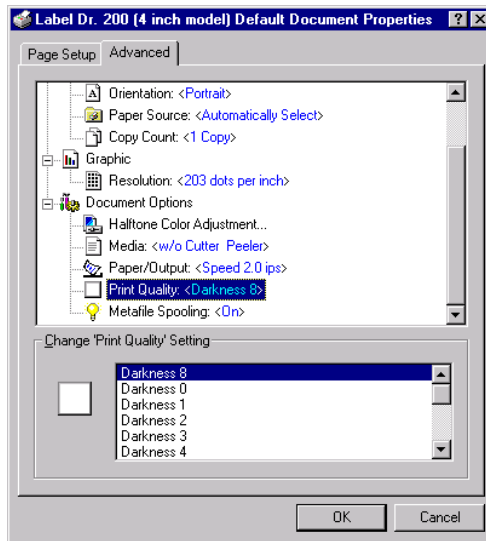 Label Dr. 200 (4 inch model) Default Document Properties
Page Setup Advanced
Orientation: <Portrait>
Paper Source: <Automatically Select>
Copy Count: <1 Copy>
Graphic
Resolution: <203 dots per inch>
Document Options
Halftone Color Adjustment...
Media: <w/o Cutter Peeler>
Paper/Output: <Speed 2.0 ips>
Print Quality: <Darkness 8>
Metafile Spooling: <On>
Change 'Print Quality' Setting
Darkness 8
Darkness 0
Darkness 1
Darkness 2
Darkness 3
Darkness 4
OK Cancel